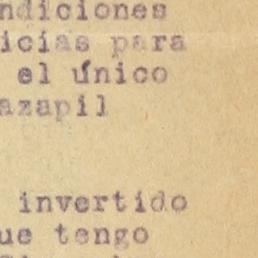 ndiciones
icias para
el único
azapil
invertido
ue tengo